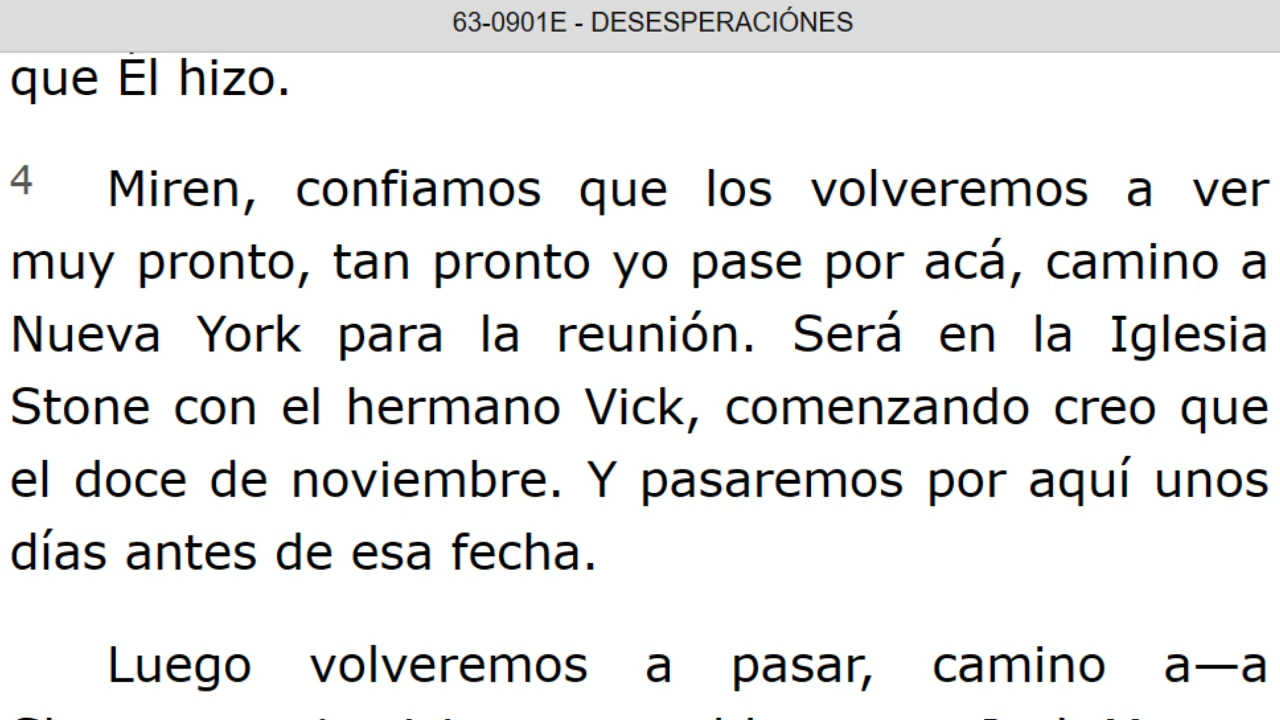 63-0901E - DESESPERACIÓNES
que Él hizo.
4 Miren, confiamos que los volveremos a ver
muy pronto, tan pronto yo pase por acá, camino a
Nueva York para la reunión. Será en la Iglesia
Stone con el hermano Vick, comenzando creo que
el doce de noviembre. Y pasaremos por aquí unos
días antes de esa fecha.
Luego volveremos a pasar, camino a—a